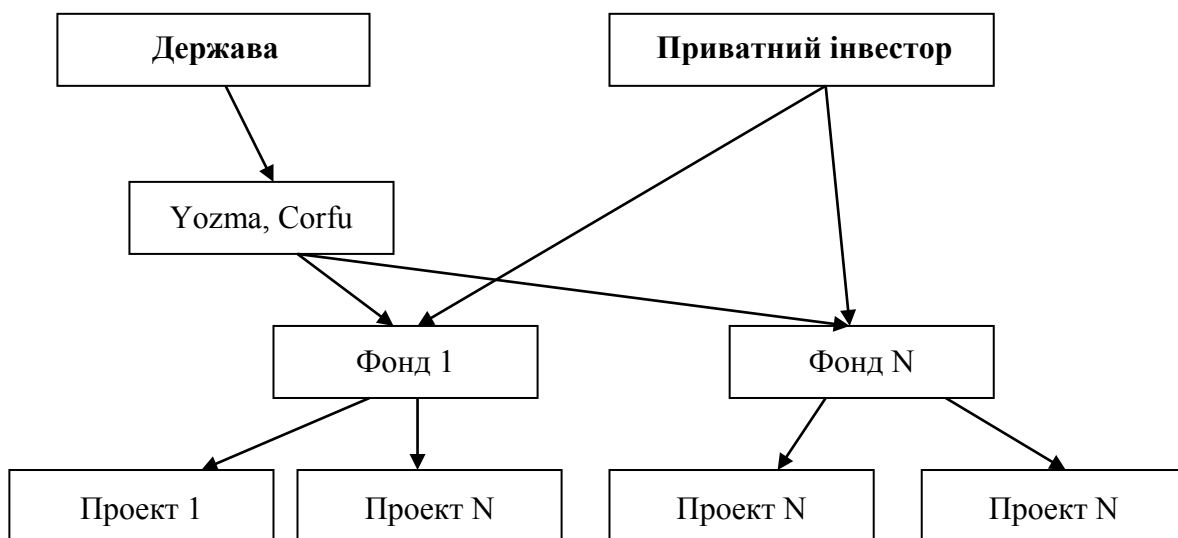 Держава
Приватний інвестор
Yozma, Corfu
Фонд 1
Фонд N
Проект 1
Проект N
Проект N
Проект N